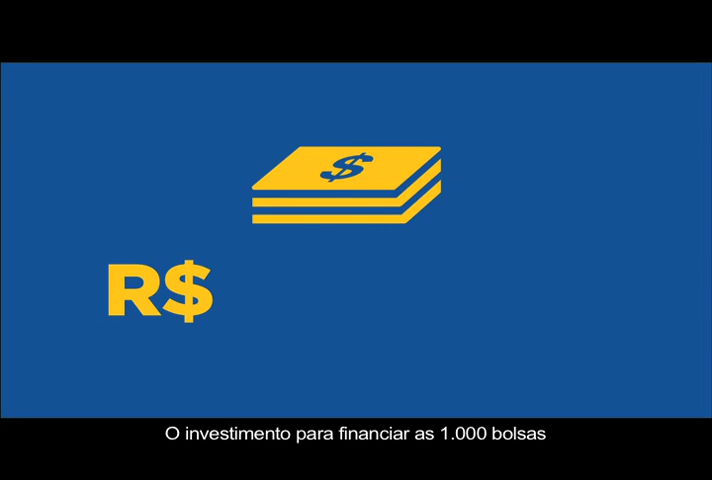 $
R$
O investimento para financiar as 1.000 bolsas